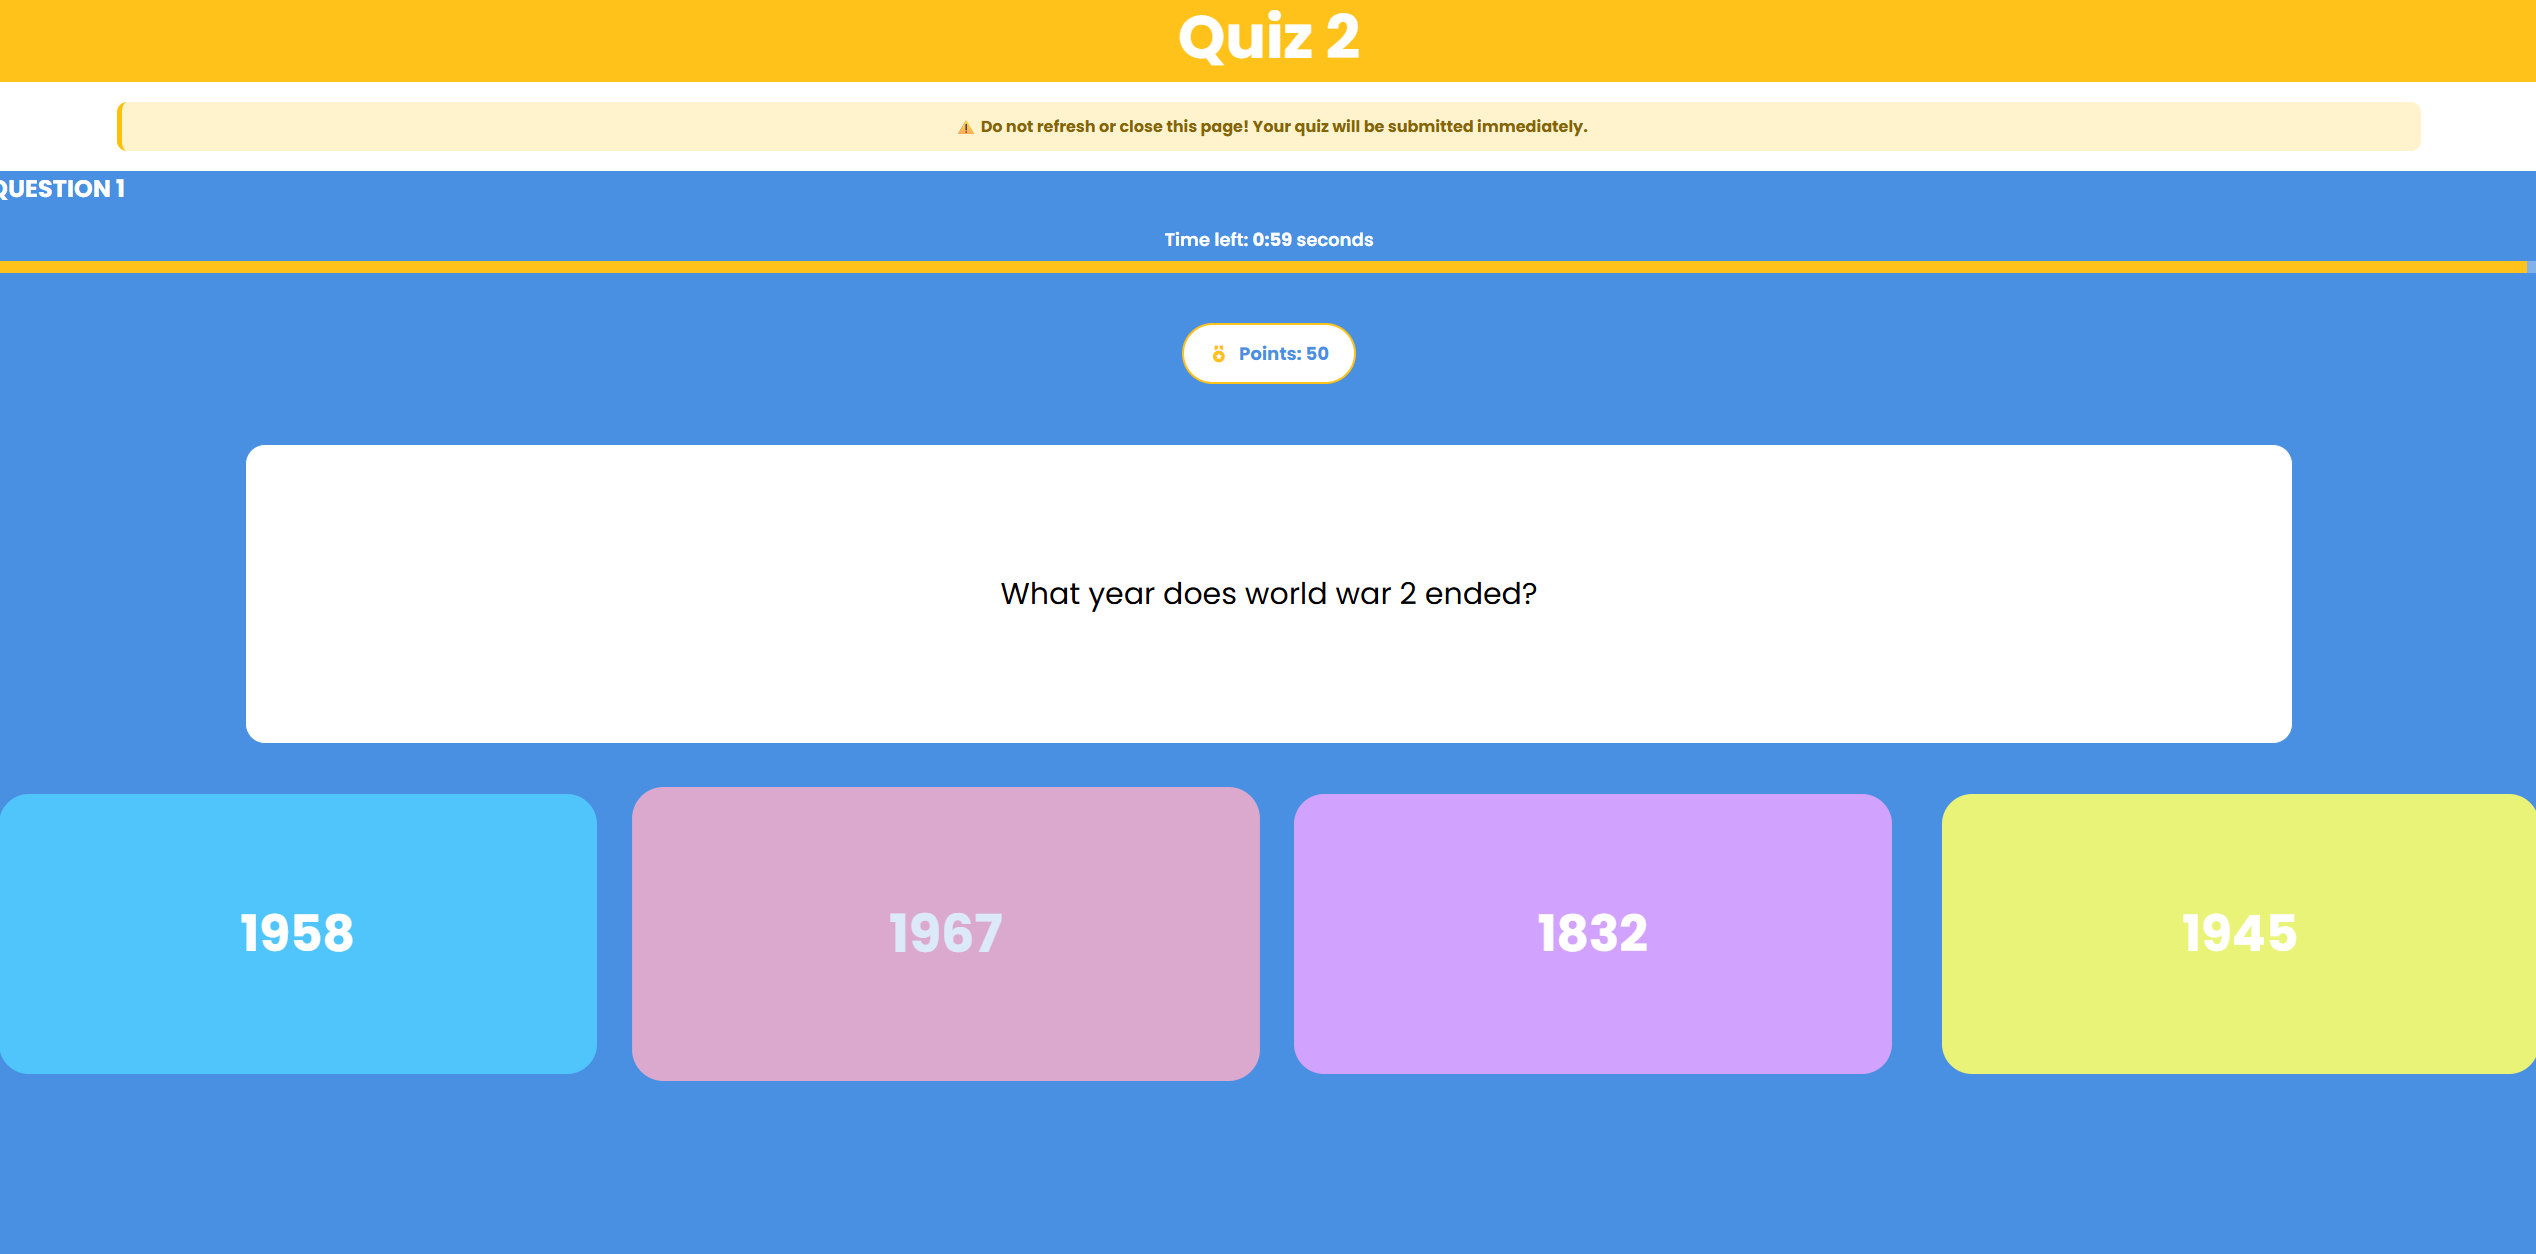 Quiz 2
⚠️ Do not refresh or close this page! Your quiz will be submitted immediately.
QUESTION 1
Time left: 0:59 seconds
Points: 50
What year does world war 2 ended?
1958
1967
1832
1945